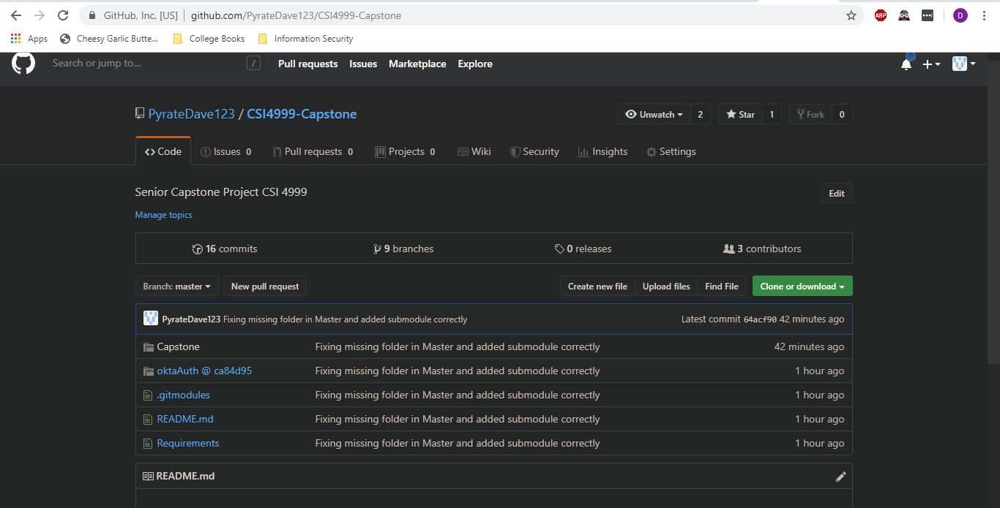 GitHub, Inc. [US] | github.com/PyrateDave123/CSI4999-Capstone ABP D
Apps Cheesy Garlic Butte... College Books Information Security
Search or jump to... / Pull requests Issues Marketplace Explore
PyrateDave123 / CSI4999-Capstone Unwatch 2 Star 1 Fork 0
<> Code Issues 0 Pull requests 0 Projects 0 Wiki Security Insights Settings
Senior Capstone Project CSI 4999 Edit
Manage topics
16 commits 9 branches 0 releases 3 contributors
Branch: master New pull request Create new file Upload files Find File Clone or download
PyrateDave123 Fixing missing folder in Master and added submodule correctly Latest commit 64acf90 42 minutes ago
Capstone Fixing missing folder in Master and added submodule correctly 42 minutes ago
oktaAuth @ ca84d95 Fixing missing folder in Master and added submodule correctly 1 hour ago
.gitmodules Fixing missing folder in Master and added submodule correctly 1 hour ago
README.md Fixing missing folder in Master and added submodule correctly 1 hour ago
Requirements Fixing missing folder in Master and added submodule correctly 1 hour ago
README.md